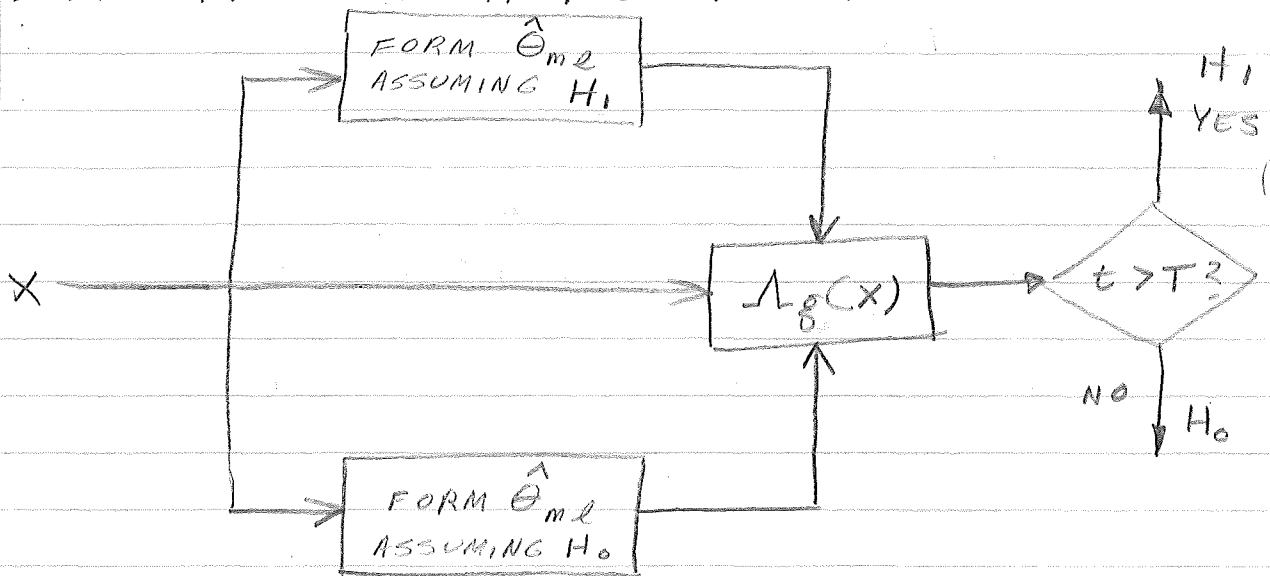 FORM θ̂ml
ASSUMING H₁
H₁
YES
X
Λg(X)
t > T?
NO
H₀
FORM θ̂ml
ASSUMING H₀